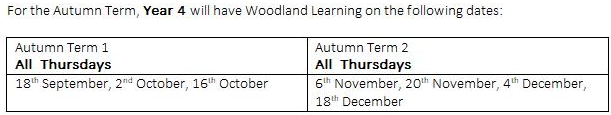 For the Autumn Term, Year 4 will have Woodland Learning on the following dates:
Autumn Term 1
All Thursdays
18th September, 2nd October, 16th October
Autumn Term 2
All Thursdays
6th November, 20th November, 4th December,
18th December